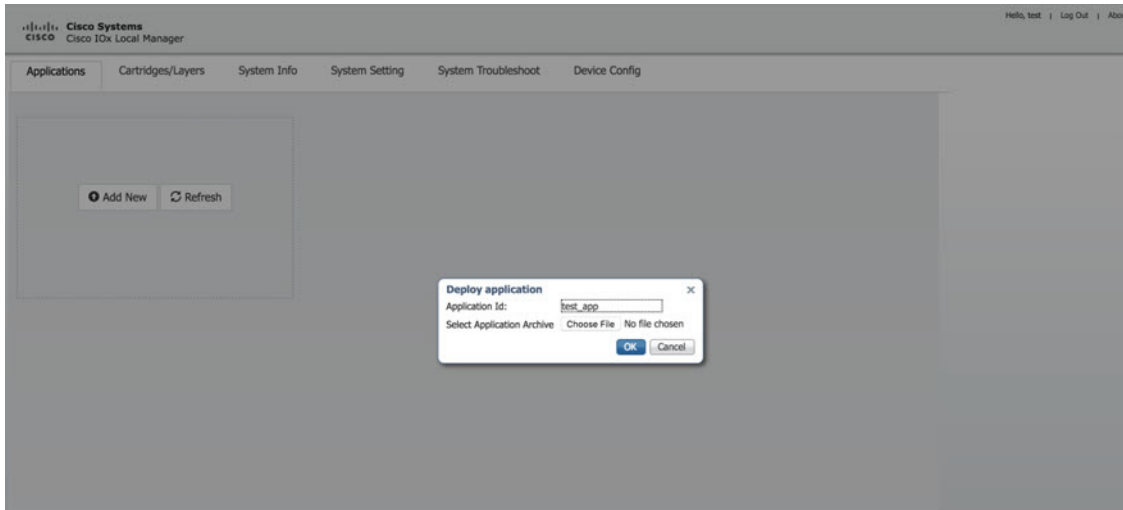 Hello, test | Log Out |
Cisco Systems
CISCO Cisco IOx Local Manager
Applications Cartridges/Layers System Info System Setting System Troubleshoot Device Config
Add New Refresh
Deploy application
Application Id: test_app
Select Application Archive Choose File No file chosen
OK Cancel